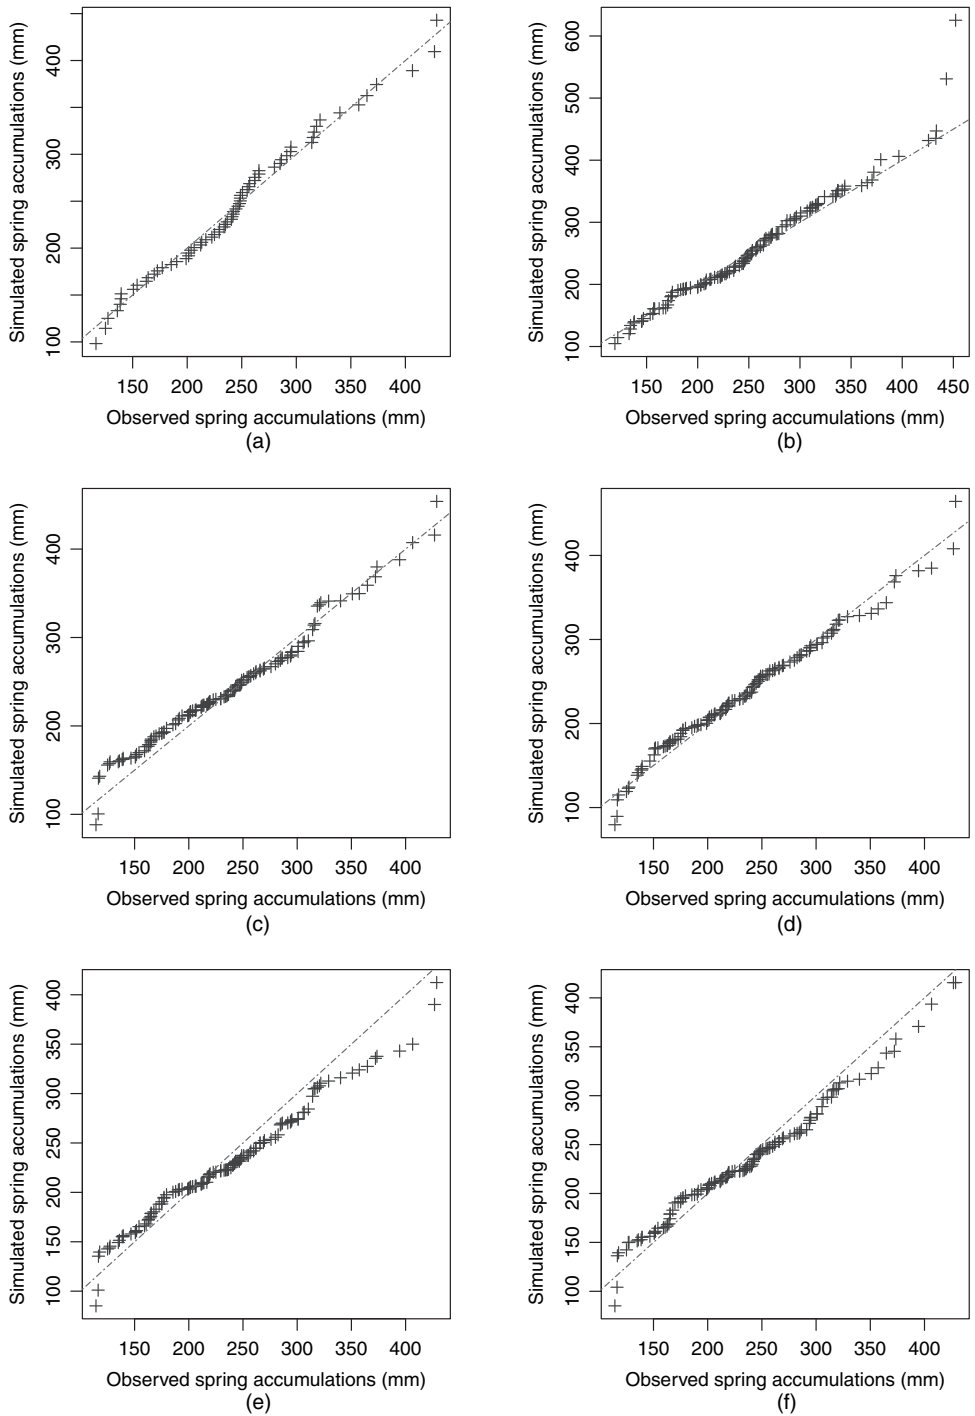 Simulated spring accumulations (mm)
400
300
200
100
150 200 250 300 350 400
Observed spring accumulations (mm)
(a)
Simulated spring accumulations (mm)
600
500
400
300
200
100
150 200 250 300 350 400 450
Observed spring accumulations (mm)
(b)
Simulated spring accumulations (mm)
400
300
200
100
150 200 250 300 350 400
Observed spring accumulations (mm)
(c)
Simulated spring accumulations (mm)
400
300
200
100
150 200 250 300 350 400
Observed spring accumulations (mm)
(d)
Simulated spring accumulations (mm)
400
350
300
250
200
150
100
150 200 250 300 350 400
Observed spring accumulations (mm)
(e)
Simulated spring accumulations (mm)
400
350
300
250
200
150
100
150 200 250 300 350 400
Observed spring accumulations (mm)
(f)